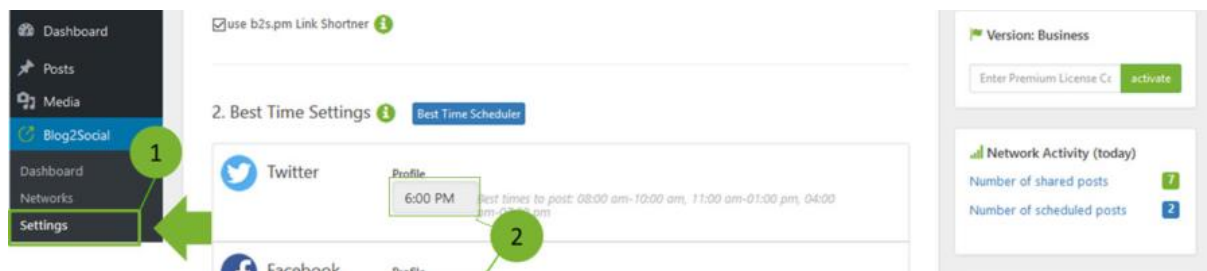 Dashboard
Posts
Media
Blog2Social
Dashboard
Networks
Settings
1
use b2s.pm Link Shortner
2. Best Time Settings
Best Time Scheduler
Twitter
Profile
6:00 PM
Best times to post: 08:00 am-10:00 am, 11:00 am-01:00 pm, 04:00
pm
2
Facebook
Profile
Version: Business
Enter Premium License Cc
activate
Network Activity (today)
Number of shared posts 7
Number of scheduled posts 2